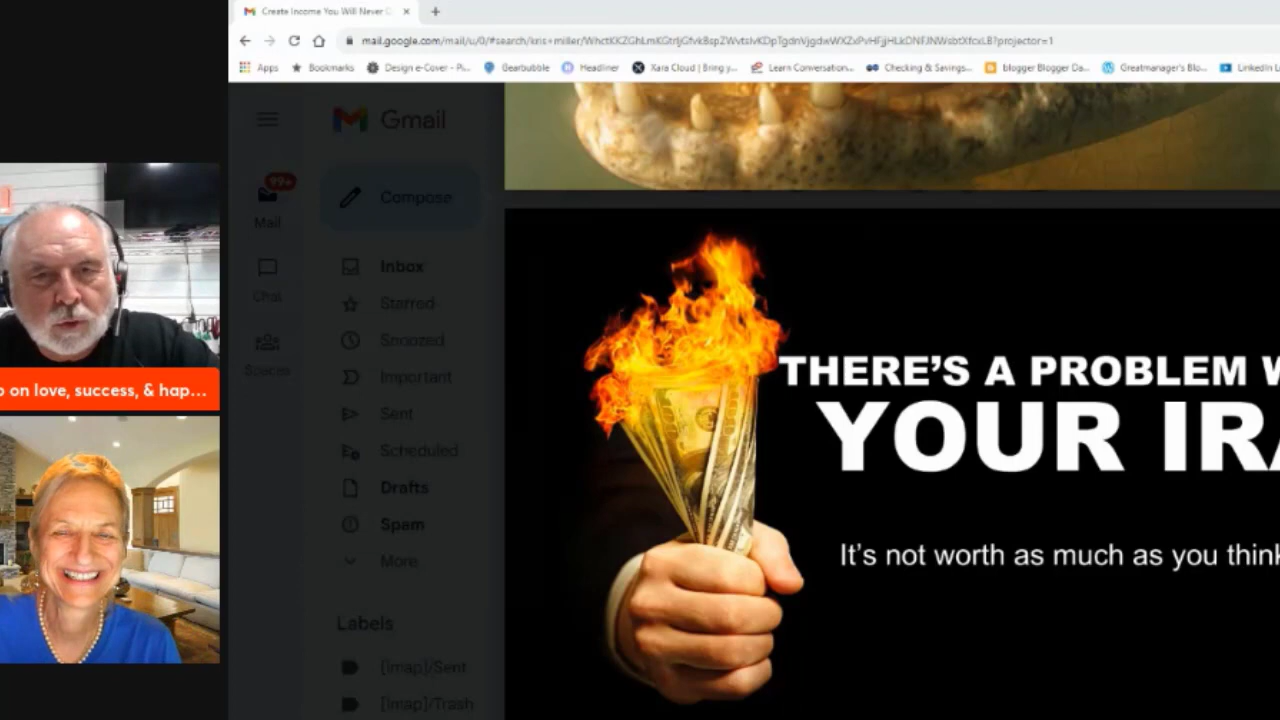 Create Income You Will Never O
mail.google.com/mail/u/0/#search/kris+miller/
?projector=1
Apps
Bookmarks
Design e-Cover - Pi...
Gearbubble
Headliner
Xara Cloud | Bring y...
Learn Conversation...
Checking & Savings...
blogger Blogger Da...
Greatmanager's Blo...
LinkedIn L
Gmail
99+
Mail
Compose
Chat
Spaces
Inbox
Starred
Snoozed
Important
Sent
Scheduled
Drafts
Spam
More
Labels
[Imap]/Sent
[Imap]/Trash
o on love, success, & hap...
THERE'S A PROBLEM W
YOUR IRA
It's not worth as much as you think